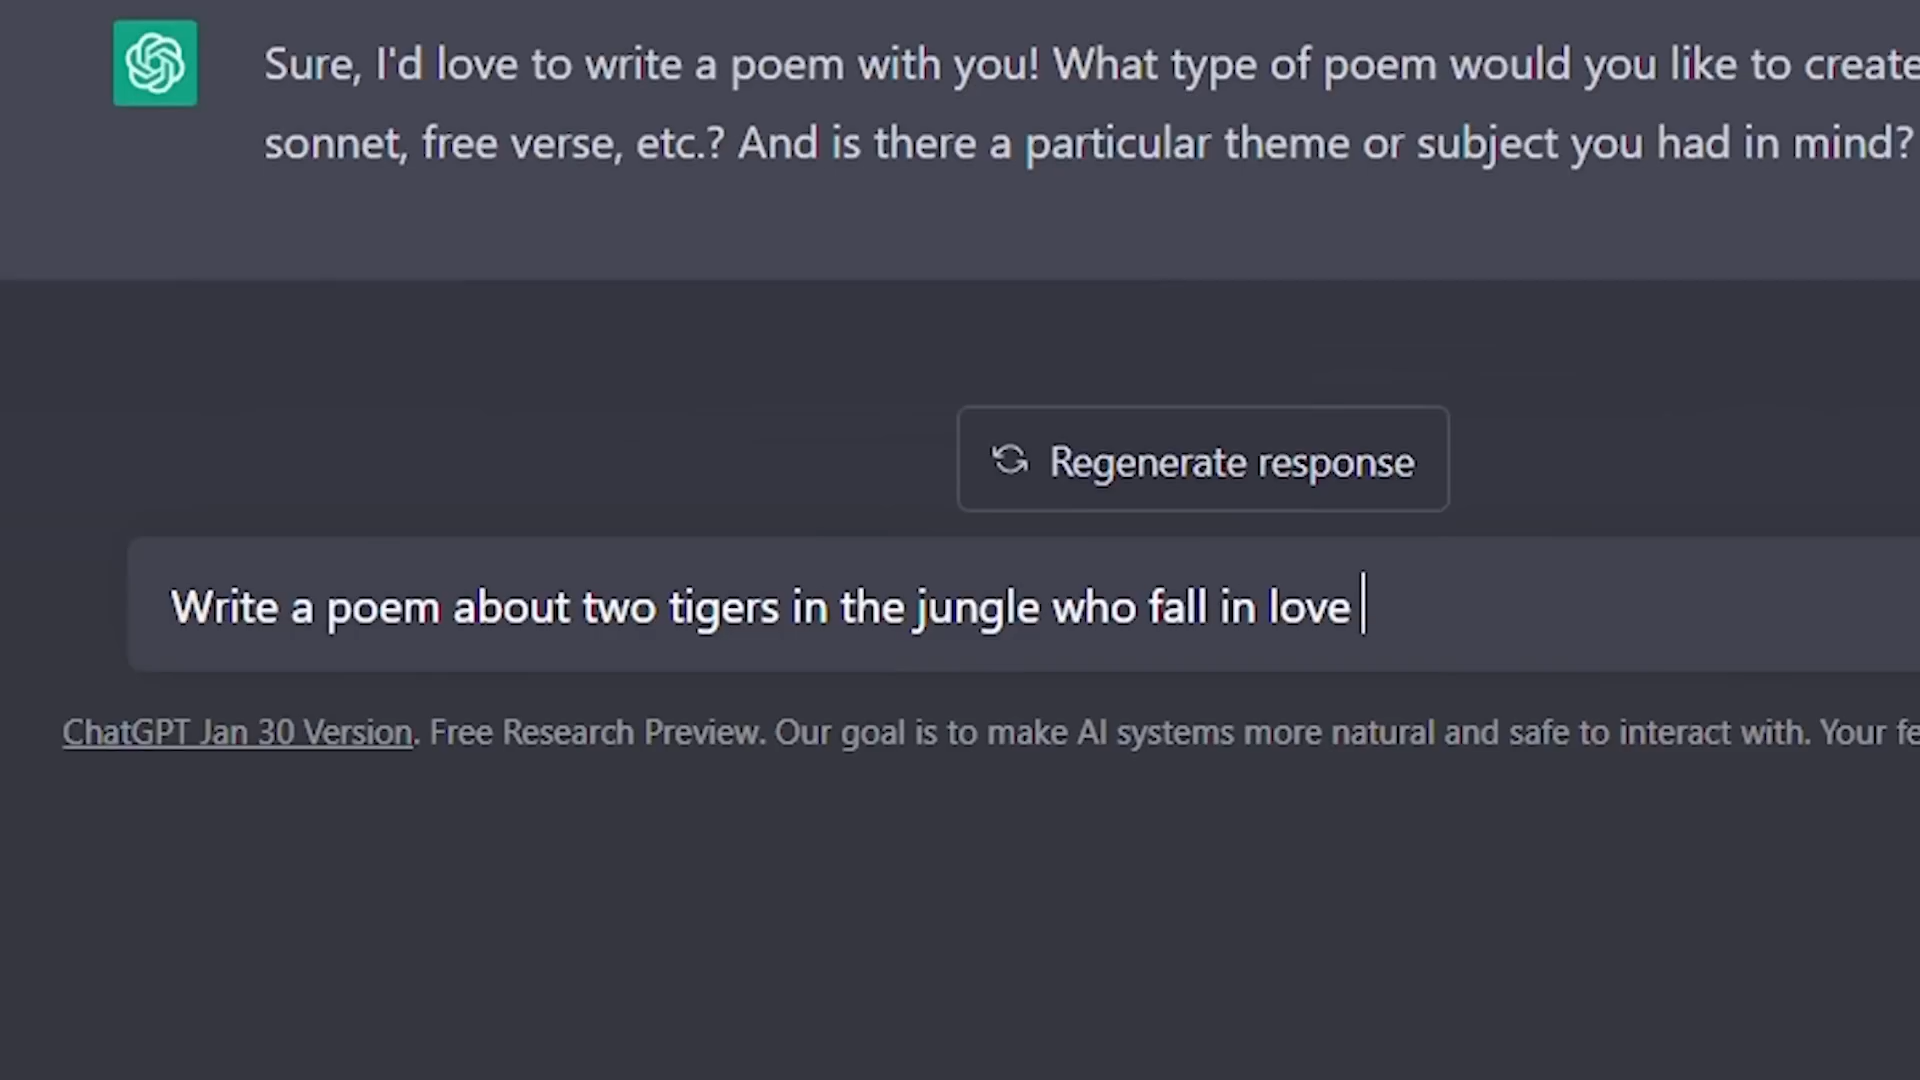 Sure, I'd love to write a poem with you! What type of poem would you like to create
sonnet, free verse, etc.? And is there a particular theme or subject you had in mind?
Regenerate response
Write a poem about two tigers in the jungle who fall in love
ChatGPT Jan 30 Version. Free Research Preview. Our goal is to make AI systems more natural and safe to interact with. Your fe